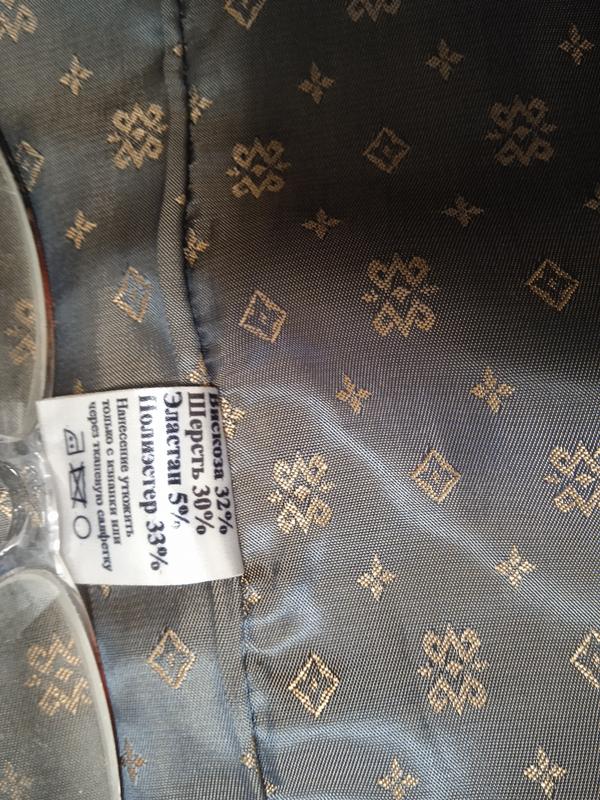 Вискоза 32%
Шерсть 30%
Эластан 5%
Полиэстер 33%
Нанесение утюжить
только с изнанки или
через тканевую салфетку